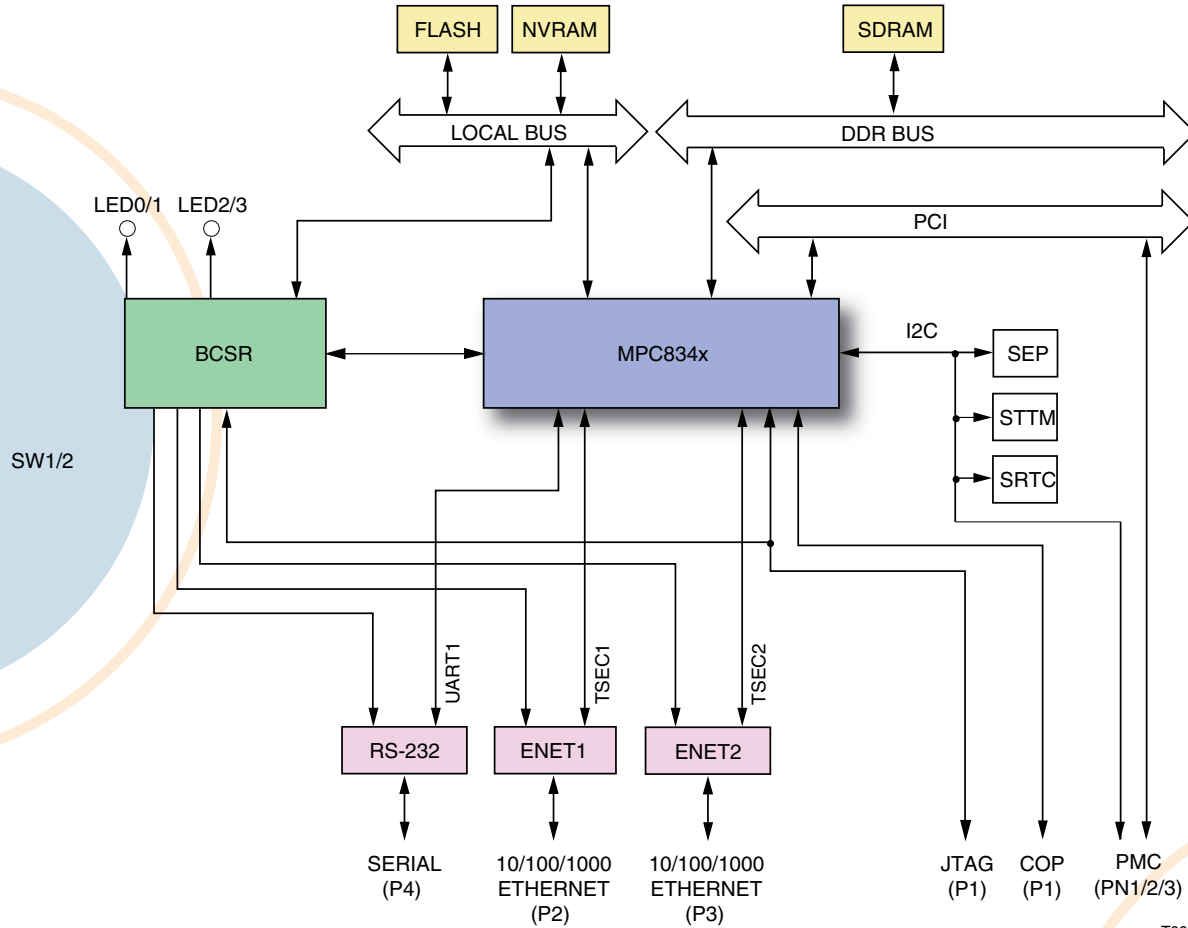 FLASH
NVRAM
SDRAM
LOCAL BUS
DDR BUS
LED0/1
LED2/3
PCI
BCSR
MPC834x
I2C
SEP
STTM
SRTC
SW1/2
UART1
TSEC1
TSEC2
RS-232
ENET1
ENET2
SERIAL
(P4)
10/100/1000
ETHERNET
(P2)
10/100/1000
ETHERNET
(P3)
JTAG
(P1)
COP
(P1)
PMC
(PN1/2/3)